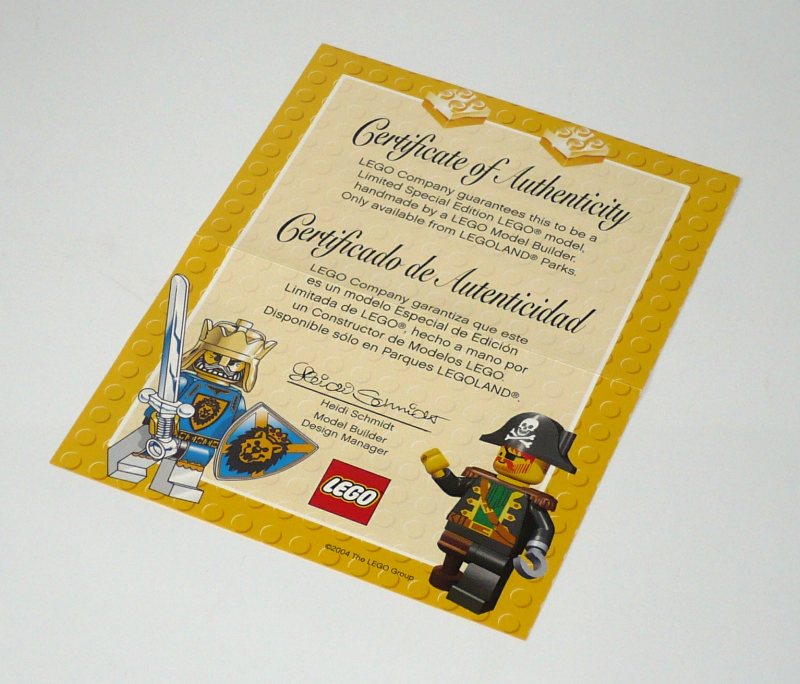 Certificate of Authenticity
LEGO Company guarantees this to be a
Limited Special Edition LEGO® model,
handmade by a LEGO Model Builder.
Only available from LEGOLAND® Parks.
Certificado de Autenticidad
LEGO Company garantiza que este
es un modelo Especial de Edición
Limitada de LEGO®, hecho a mano por
un Constructor de Modelos LEGO
Disponible sólo en Parques LEGOLAND®.
Heidi Schmidt
Heidi Schmidt
Model Builder
Design Manager
LEGO
©2004 The LEGO Group